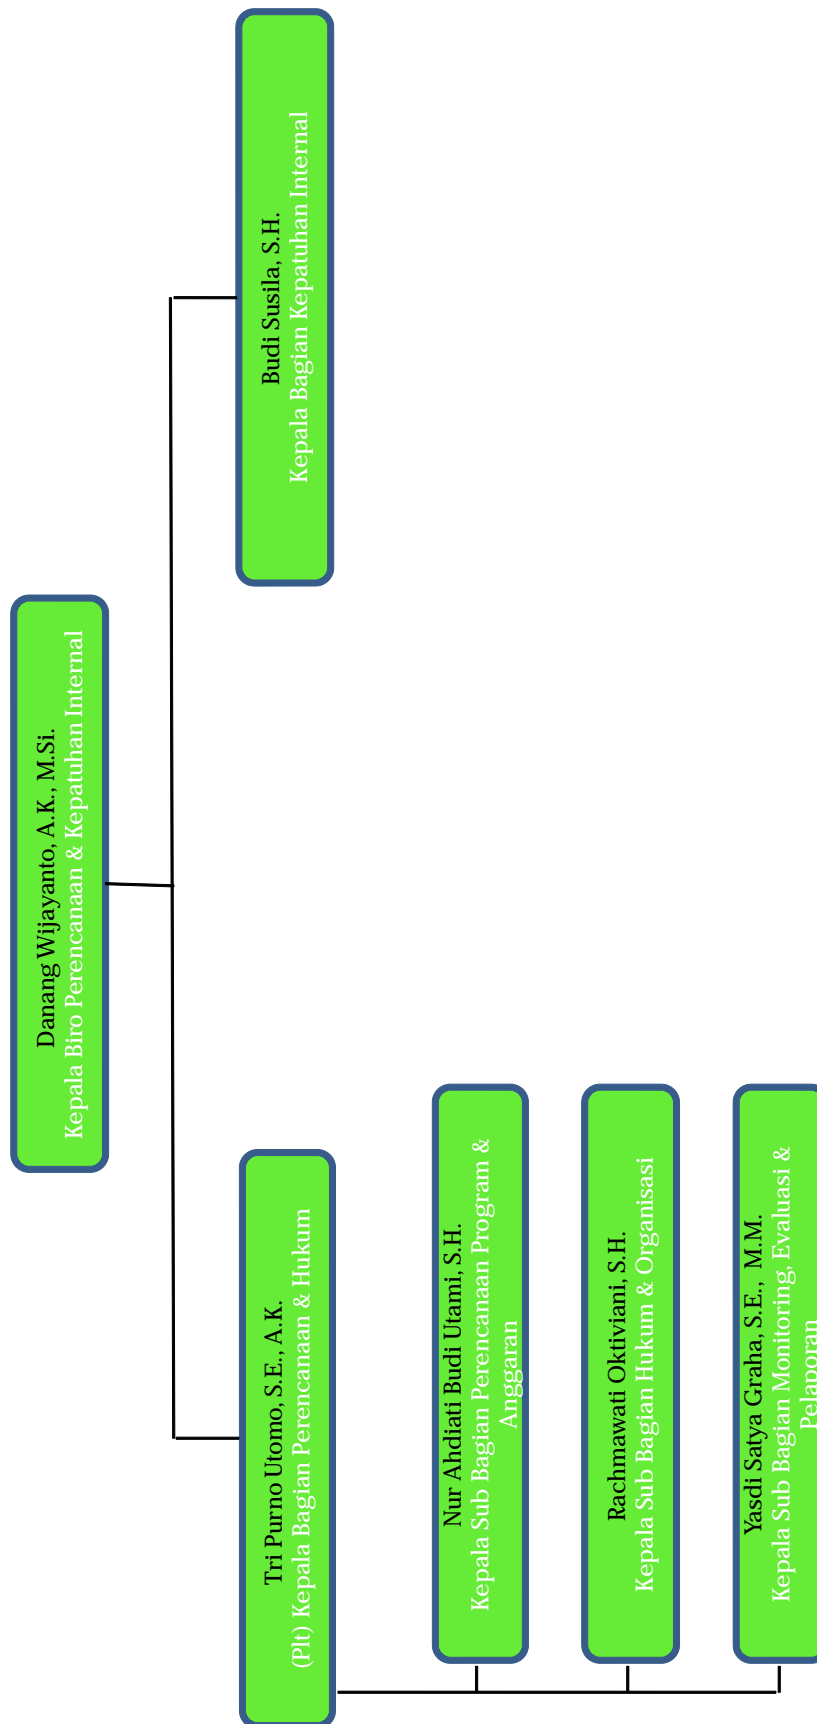 Danang Wijayanto, A.K., M.Si.
Kepala Biro Perencanaan & Kepatuhan Internal
Tri Purno Utomo, S.E., A.K.
(Plt) Kepala Bagian Perencanaan & Hukum
Budi Susila, S.H.
Kepala Bagian Kepatuhan Internal
Nur Ahdiati Budi Utami, S.H.
Kepala Sub Bagian Perencanaan Program &
Anggaran
Rachmawati Oktiviani, S.H.
Kepala Sub Bagian Hukum & Organisasi
Yasdi Satya Graha, S.E., M.M.
Kepala Sub Bagian Monitoring, Evaluasi &
Pelaporan